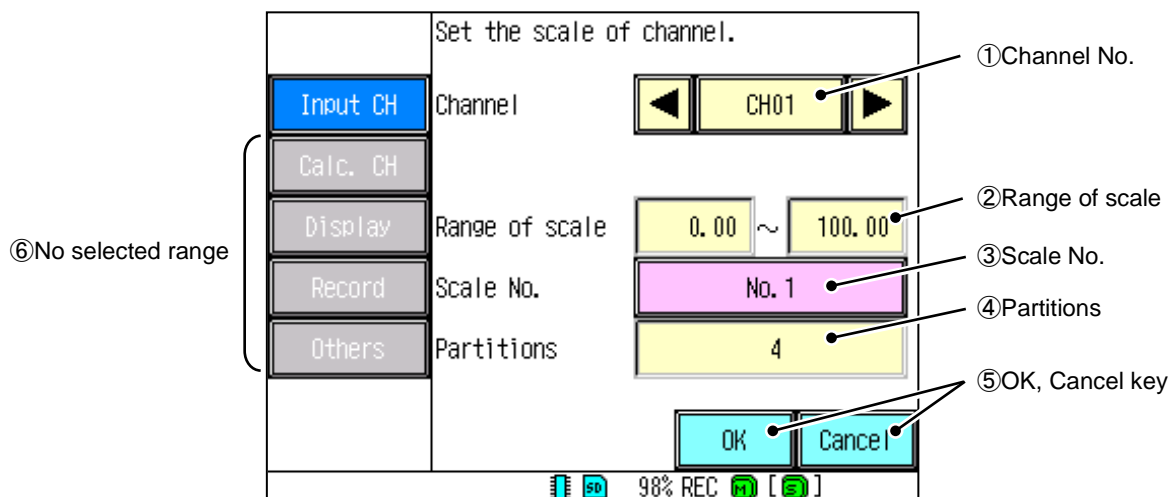 Set the scale of channel.
①Channel No.
Input CH
Channel
◀
CH01
▶
Calc. CH
②Range of scale
Display
Range of scale
0.00
～
100.00
⑥No selected range
③Scale No.
Record
Scale No.
No.1
④Partitions
Others
Partitions
4
⑤OK, Cancel key
OK
Cancel
SD
98% REC M [S]